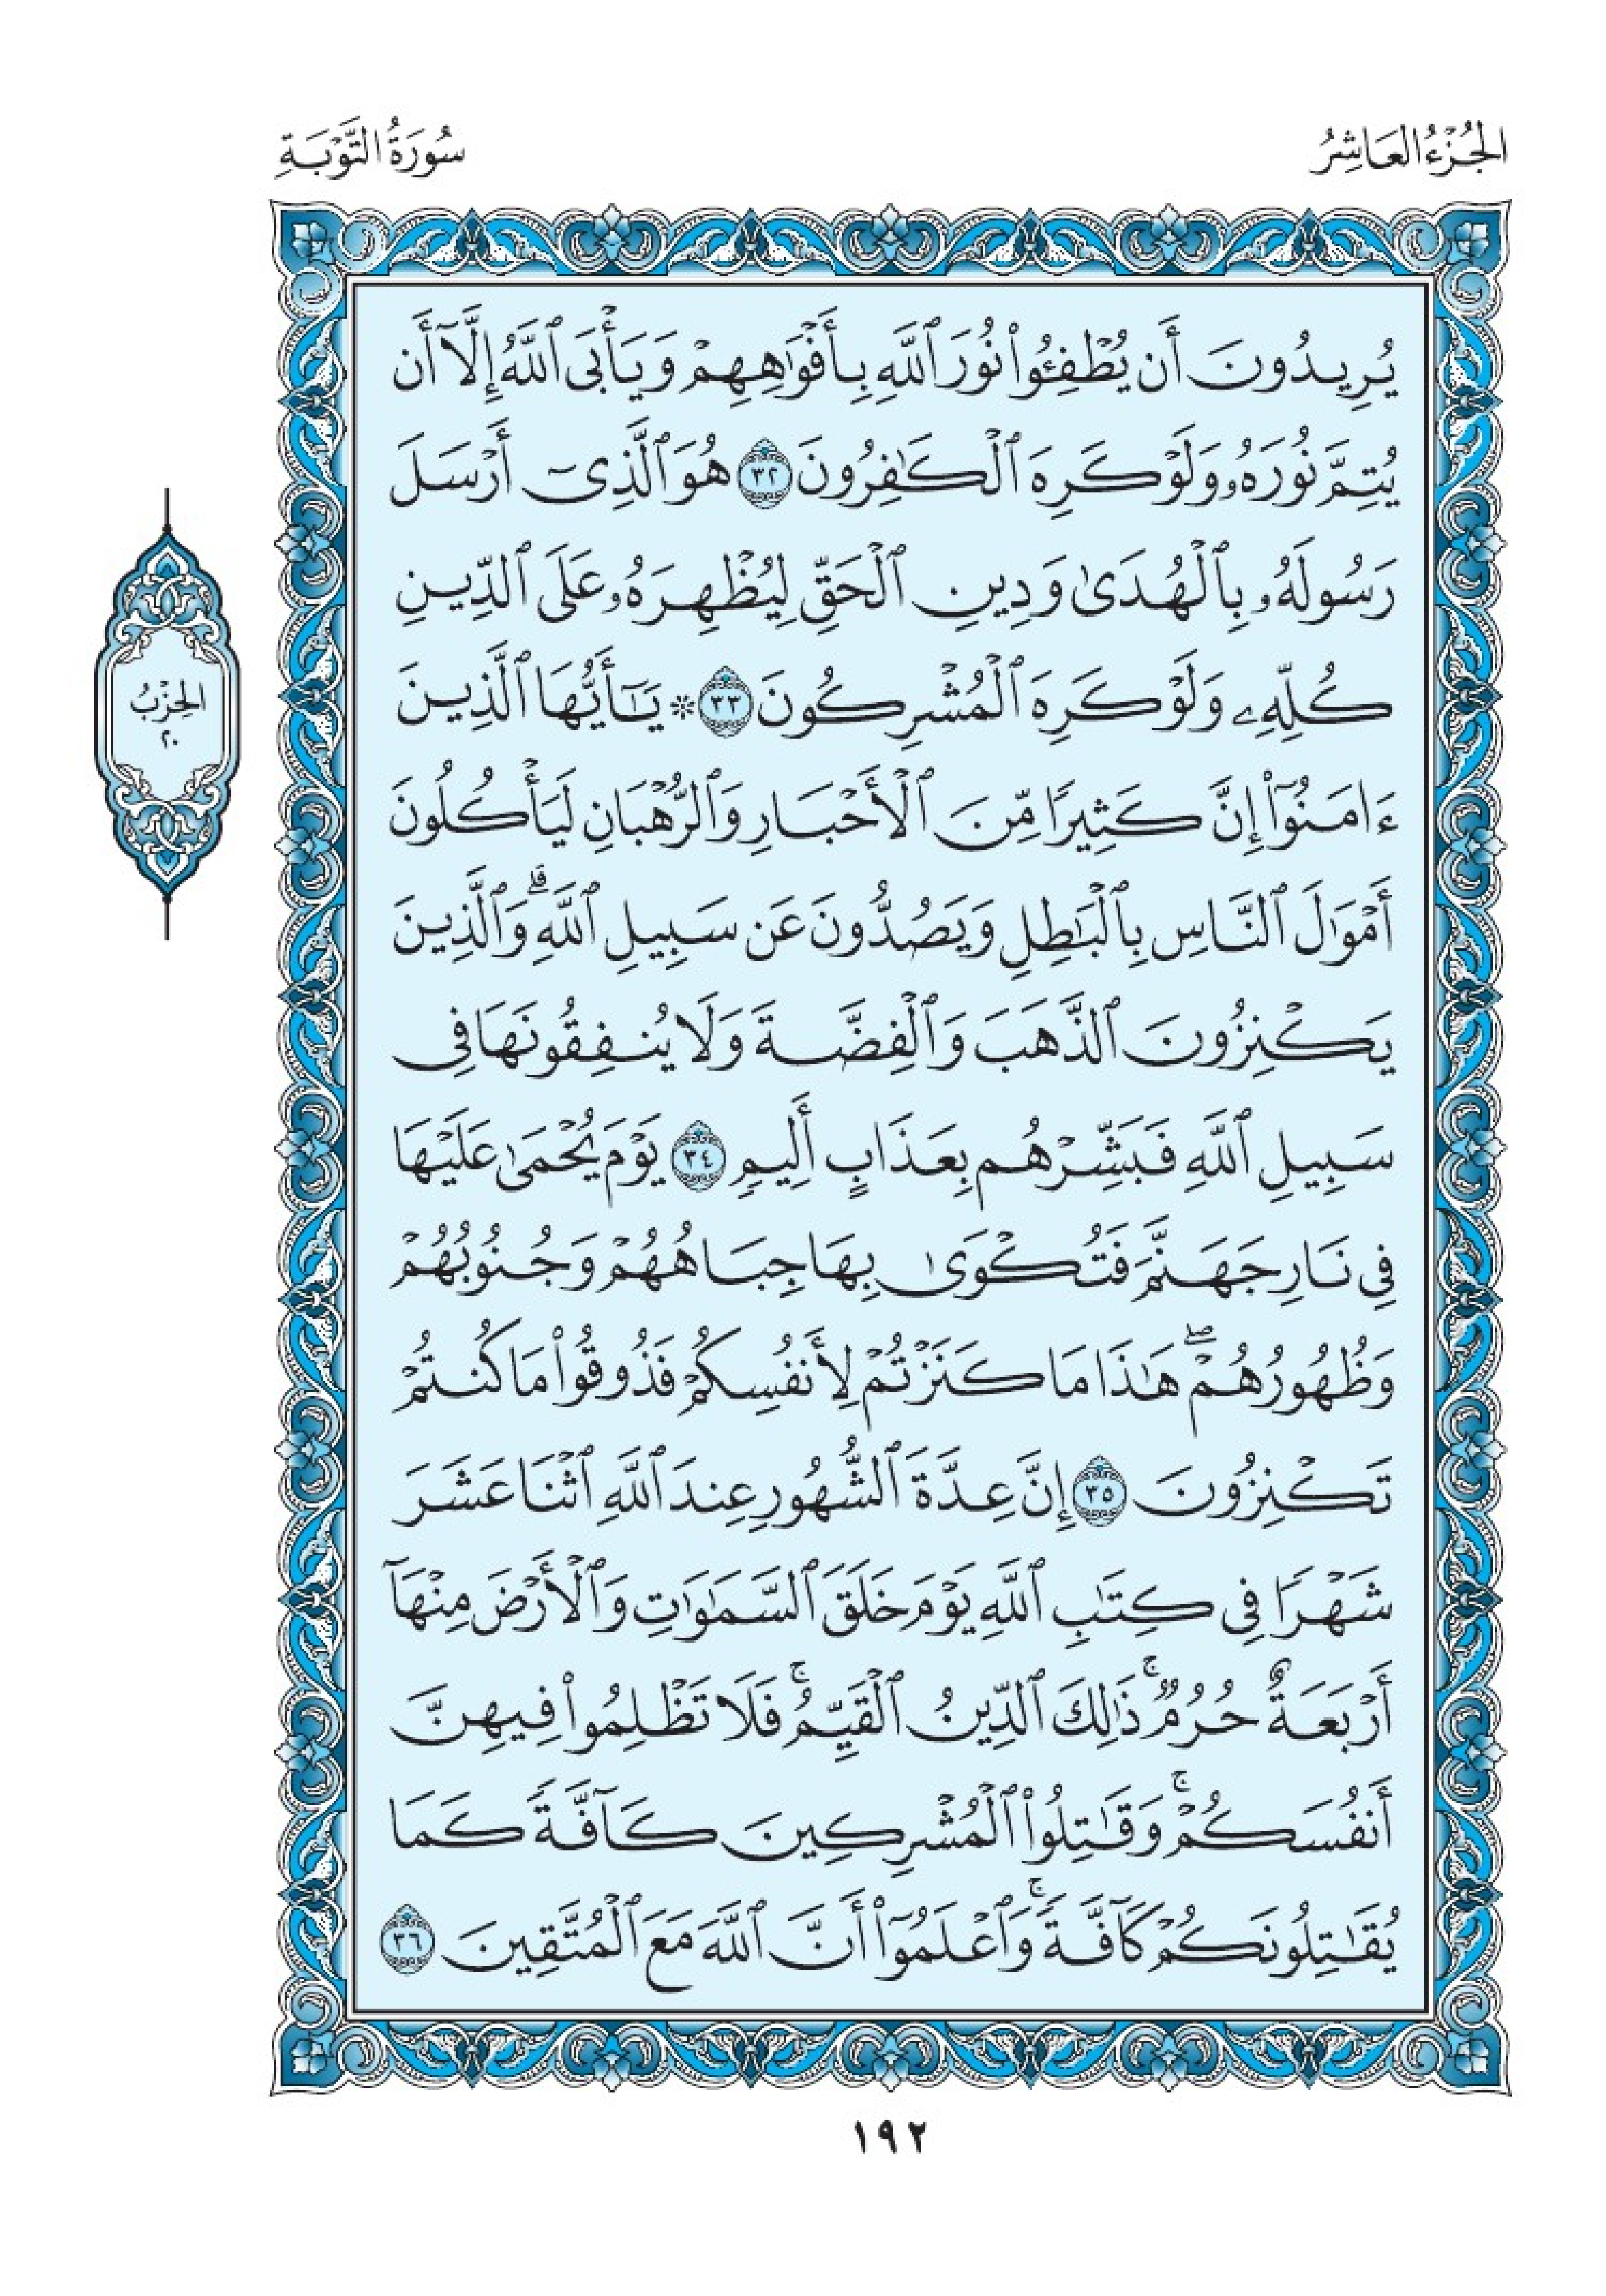 الجُزْءُ العَاشِرُ
سُورَةُ التَّوْبَةِ
يُرِيدُونَ أَن يُطْفِـُٔواْ نُورَ ٱللَّهِ بِأَفْوَٰهِهِمْ وَيَأْبَى ٱللَّهُ إِلَّآ أَن
يُتِمَّ نُورَهُۥ وَلَوْ كَرِهَ ٱلْكَٰفِرُونَ ٣٢ هُوَ ٱلَّذِىٓ أَرْسَلَ
رَسُولَهُۥ بِٱلْهُدَىٰ وَدِينِ ٱلْحَقِّ لِيُظْهِرَهُۥ عَلَى ٱلدِّينِ
كُلِّهِۦ وَلَوْ كَرِهَ ٱلْمُشْرِكُونَ ٣٣ * يَٰٓأَيُّهَا ٱلَّذِينَ
ءَامَنُوٓاْ إِنَّ كَثِيرًا مِّنَ ٱلْأَحْبَارِ وَٱلرُّهْبَانِ لَيَأْكُلُونَ
أَمْوَٰلَ ٱلنَّاسِ بِٱلْبَٰطِلِ وَيَصُدُّونَ عَن سَبِيلِ ٱللَّهِۗ وَٱلَّذِينَ
يَكْنِزُونَ ٱلذَّهَبَ وَٱلْفِضَّةَ وَلَا يُنفِقُونَهَا فِى
سَبِيلِ ٱللَّهِ فَبَشِّرْهُم بِعَذَابٍ أَلِيمٍ ٣٤ يَوْمَ يُحْمَىٰ عَلَيْهَا
فِى نَارِ جَهَنَّمَ فَتُكْوَىٰ بِهَا جِبَاهُهُمْ وَجُنُوبُهُمْ
وَظُهُورُهُمْۖ هَٰذَا مَا كَنَزْتُمْ لِأَنفُسِكُمْ فَذُوقُواْ مَا كُنتُمْ
تَكْنِزُونَ ٣٥ إِنَّ عِدَّةَ ٱلشُّهُورِ عِندَ ٱللَّهِ ٱثْنَا عَشَرَ
شَهْرًا فِى كِتَٰبِ ٱللَّهِ يَوْمَ خَلَقَ ٱلسَّمَٰوَٰتِ وَٱلْأَرْضَ مِنْهَآ
أَرْبَعَةٌ حُرُمٌۚ ذَٰلِكَ ٱلدِّينُ ٱلْقَيِّمُۚ فَلَا تَظْلِمُواْ فِيهِنَّ
أَنفُسَكُمْۚ وَقَٰتِلُواْ ٱلْمُشْرِكِينَ كَآفَّةً كَمَا
يُقَٰتِلُونَكُمْ كَآفَّةًۚ وَٱعْلَمُوٓاْ أَنَّ ٱللَّهَ مَعَ ٱلْمُتَّقِينَ ٣٦
الحِزْبُ
٢٠
١٩٢